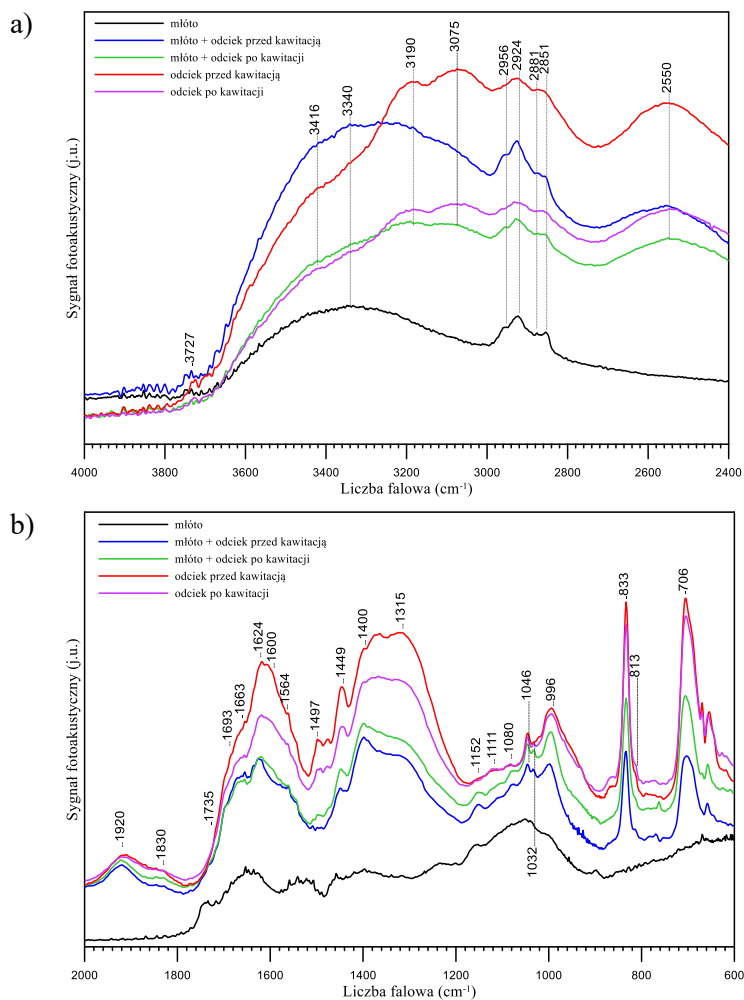 a)
młóto
młóto + odciek przed kawitacją
młóto + odciek po kawitacji
odciek przed kawitacją
odciek po kawitacji
3727
3416
3340
3190
3075
2956
2924
2881
2851
2550
Sygnał fotoakustyczny (j.u.)
4000 3800 3600 3400 3200 3000 2800 2600 2400
Liczba falowa (cm-1)
b)
młóto
młóto + odciek przed kawitacją
młóto + odciek po kawitacji
odciek przed kawitacją
odciek po kawitacji
1920
1830
1735
1693
1663
1624
1600
1564
1497
1449
1400
1315
1152
1111
1080
1046
1032
996
833
813
706
Sygnał fotoakustyczny (j.u.)
2000 1800 1600 1400 1200 1000 800 600
Liczba falowa (cm-1)